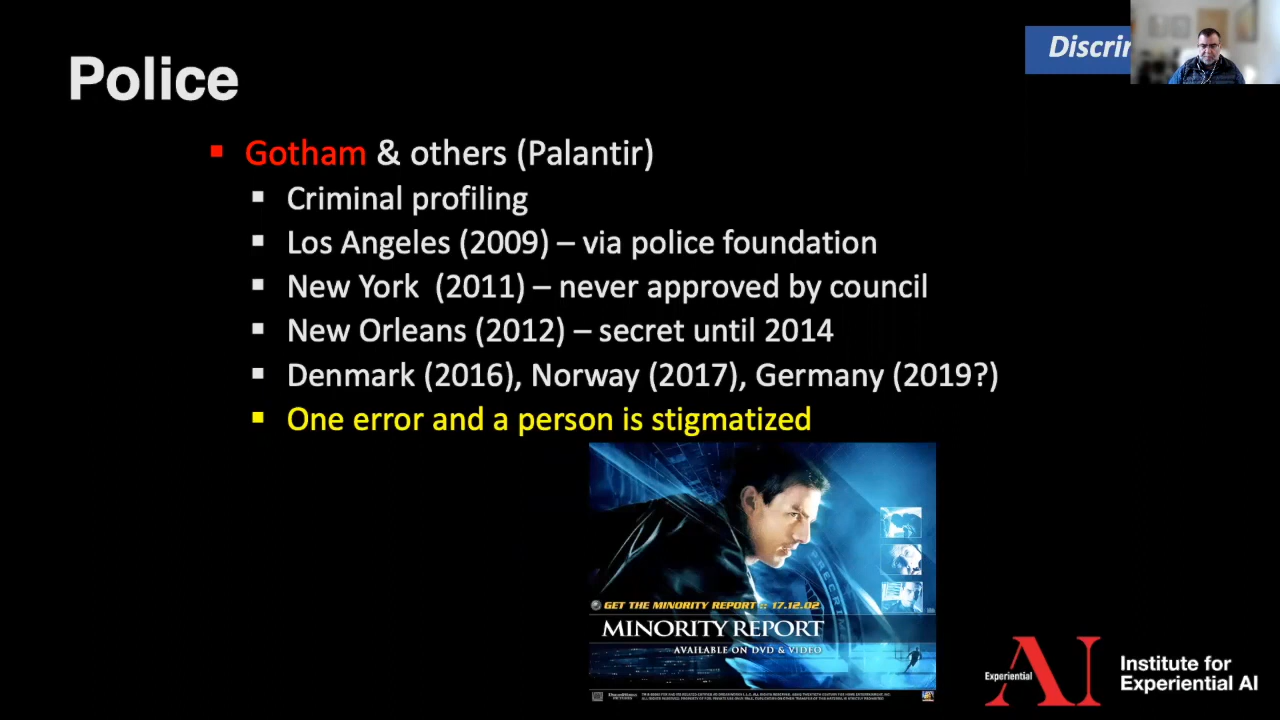 Discri
Police
Gotham & others (Palantir)
Criminal profiling
Los Angeles (2009) – via police foundation
New York (2011) – never approved by council
New Orleans (2012) – secret until 2014
Denmark (2016), Norway (2017), Germany (2019?)
One error and a person is stigmatized
GET THE MINORITY REPORT :: 17.12.02
MINORITY REPORT
AVAILABLE ON DVD & VIDEO
Experiential AI
Institute for
Experiential AI